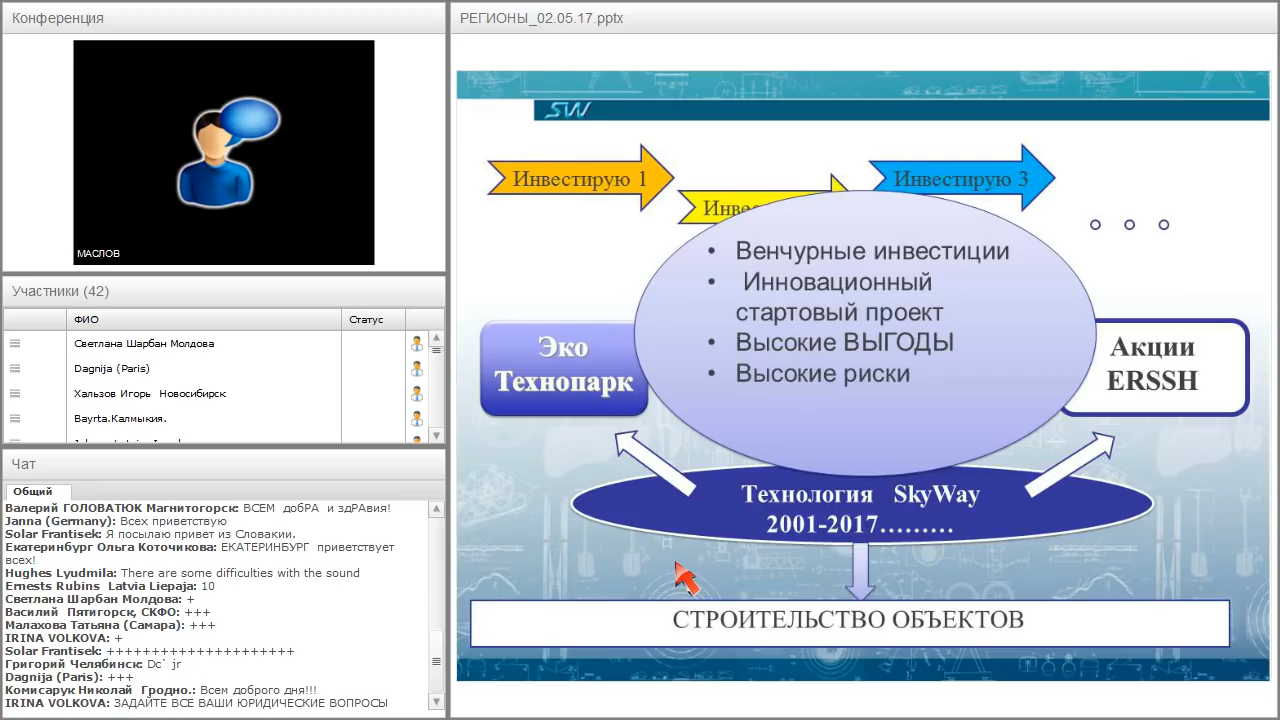 Конференция
МАСЛОВ
Участники (42)
ФИО
Статус
Светлана Шарбан Молдова
Dagnija (Paris)
Хальзов Игорь Новосибирск
Bayrta.Калмыкия.
Чат
Общий
Валерий ГОЛОВАТЮК Магнитогорск: ВСЕМ добРА и здРАвия!
Janna (Germany): Всех приветствую
Solar Frantisek: Я посылаю привет из Словакии.
Екатеринбург Ольга Коточикова: ЕКАТЕРИНБУРГ приветствует
всех!
Hughes Lyudmila: There are some difficulties with the sound
Ernests Rubins Latvia Liepaja: 10
Светлана Шарбан Молдова: +
Василий Пятигорск, СКФО: +++
Малахова Татьяна (Самара): +++
IRINA VOLKOVA: +
Solar Frantisek: +++++++++++++++++++++
Григорий Челябинск: Dc` jr
Dagnija (Paris): +++
Комисарук Николай Гродно.: Всем доброго дня!!!
IRINA VOLKOVA: ЗАДАЙТЕ ВСЕ ВАШИ ЮРИДИЧЕСКИЕ ВОПРОСЫ
РЕГИОНЫ_02.05.17.pptx
SW
Инвестирую 1
Инвес
Инвестирую 3
• Венчурные инвестиции
• Инновационный
стартовый проект
• Высокие ВЫГОДЫ
• Высокие риски
Эко
Технопарк
Акции
ERSSH
Технология SkyWay
2001-2017………
СТРОИТЕЛЬСТВО ОБЪЕКТОВ